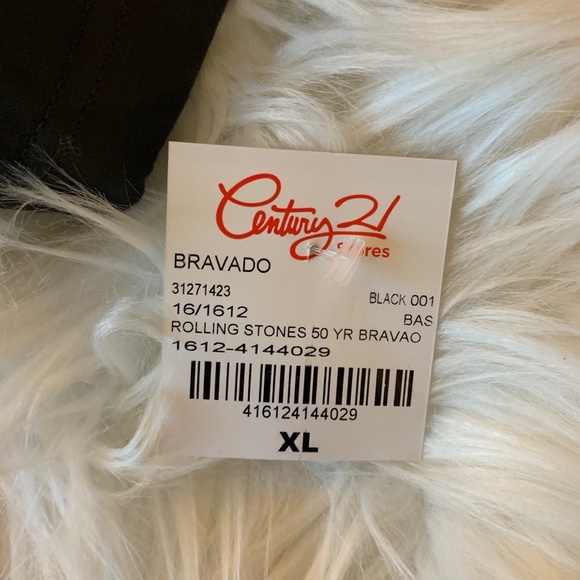 Century 21
Stores
BRAVADO
31271423 BLACK 001
16/1612 BAS
ROLLING STONES 50 YR BRAVAO
1612-4144029
416124144029
XL